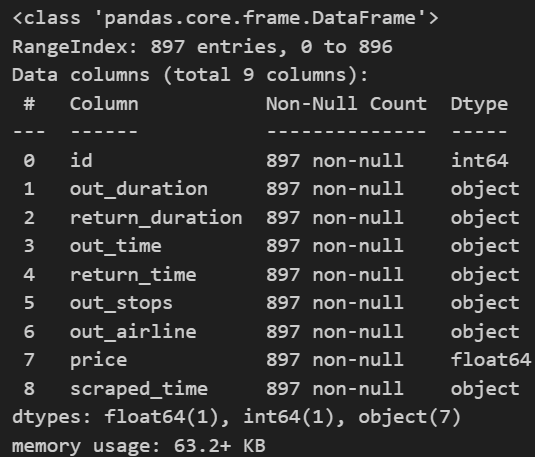 <class 'pandas.core.frame.DataFrame'>
RangeIndex: 897 entries, 0 to 896
Data columns (total 9 columns):
 #   Column           Non-Null Count  Dtype
---  ------           --------------  -----
 0   id               897 non-null    int64
 1   out_duration     897 non-null    object
 2   return_duration  897 non-null    object
 3   out_time         897 non-null    object
 4   return_time      897 non-null    object
 5   out_stops        897 non-null    object
 6   out_airline      897 non-null    object
 7   price            897 non-null    float64
 8   scraped_time     897 non-null    object
dtypes: float64(1), int64(1), object(7)
memory usage: 63.2+ KB